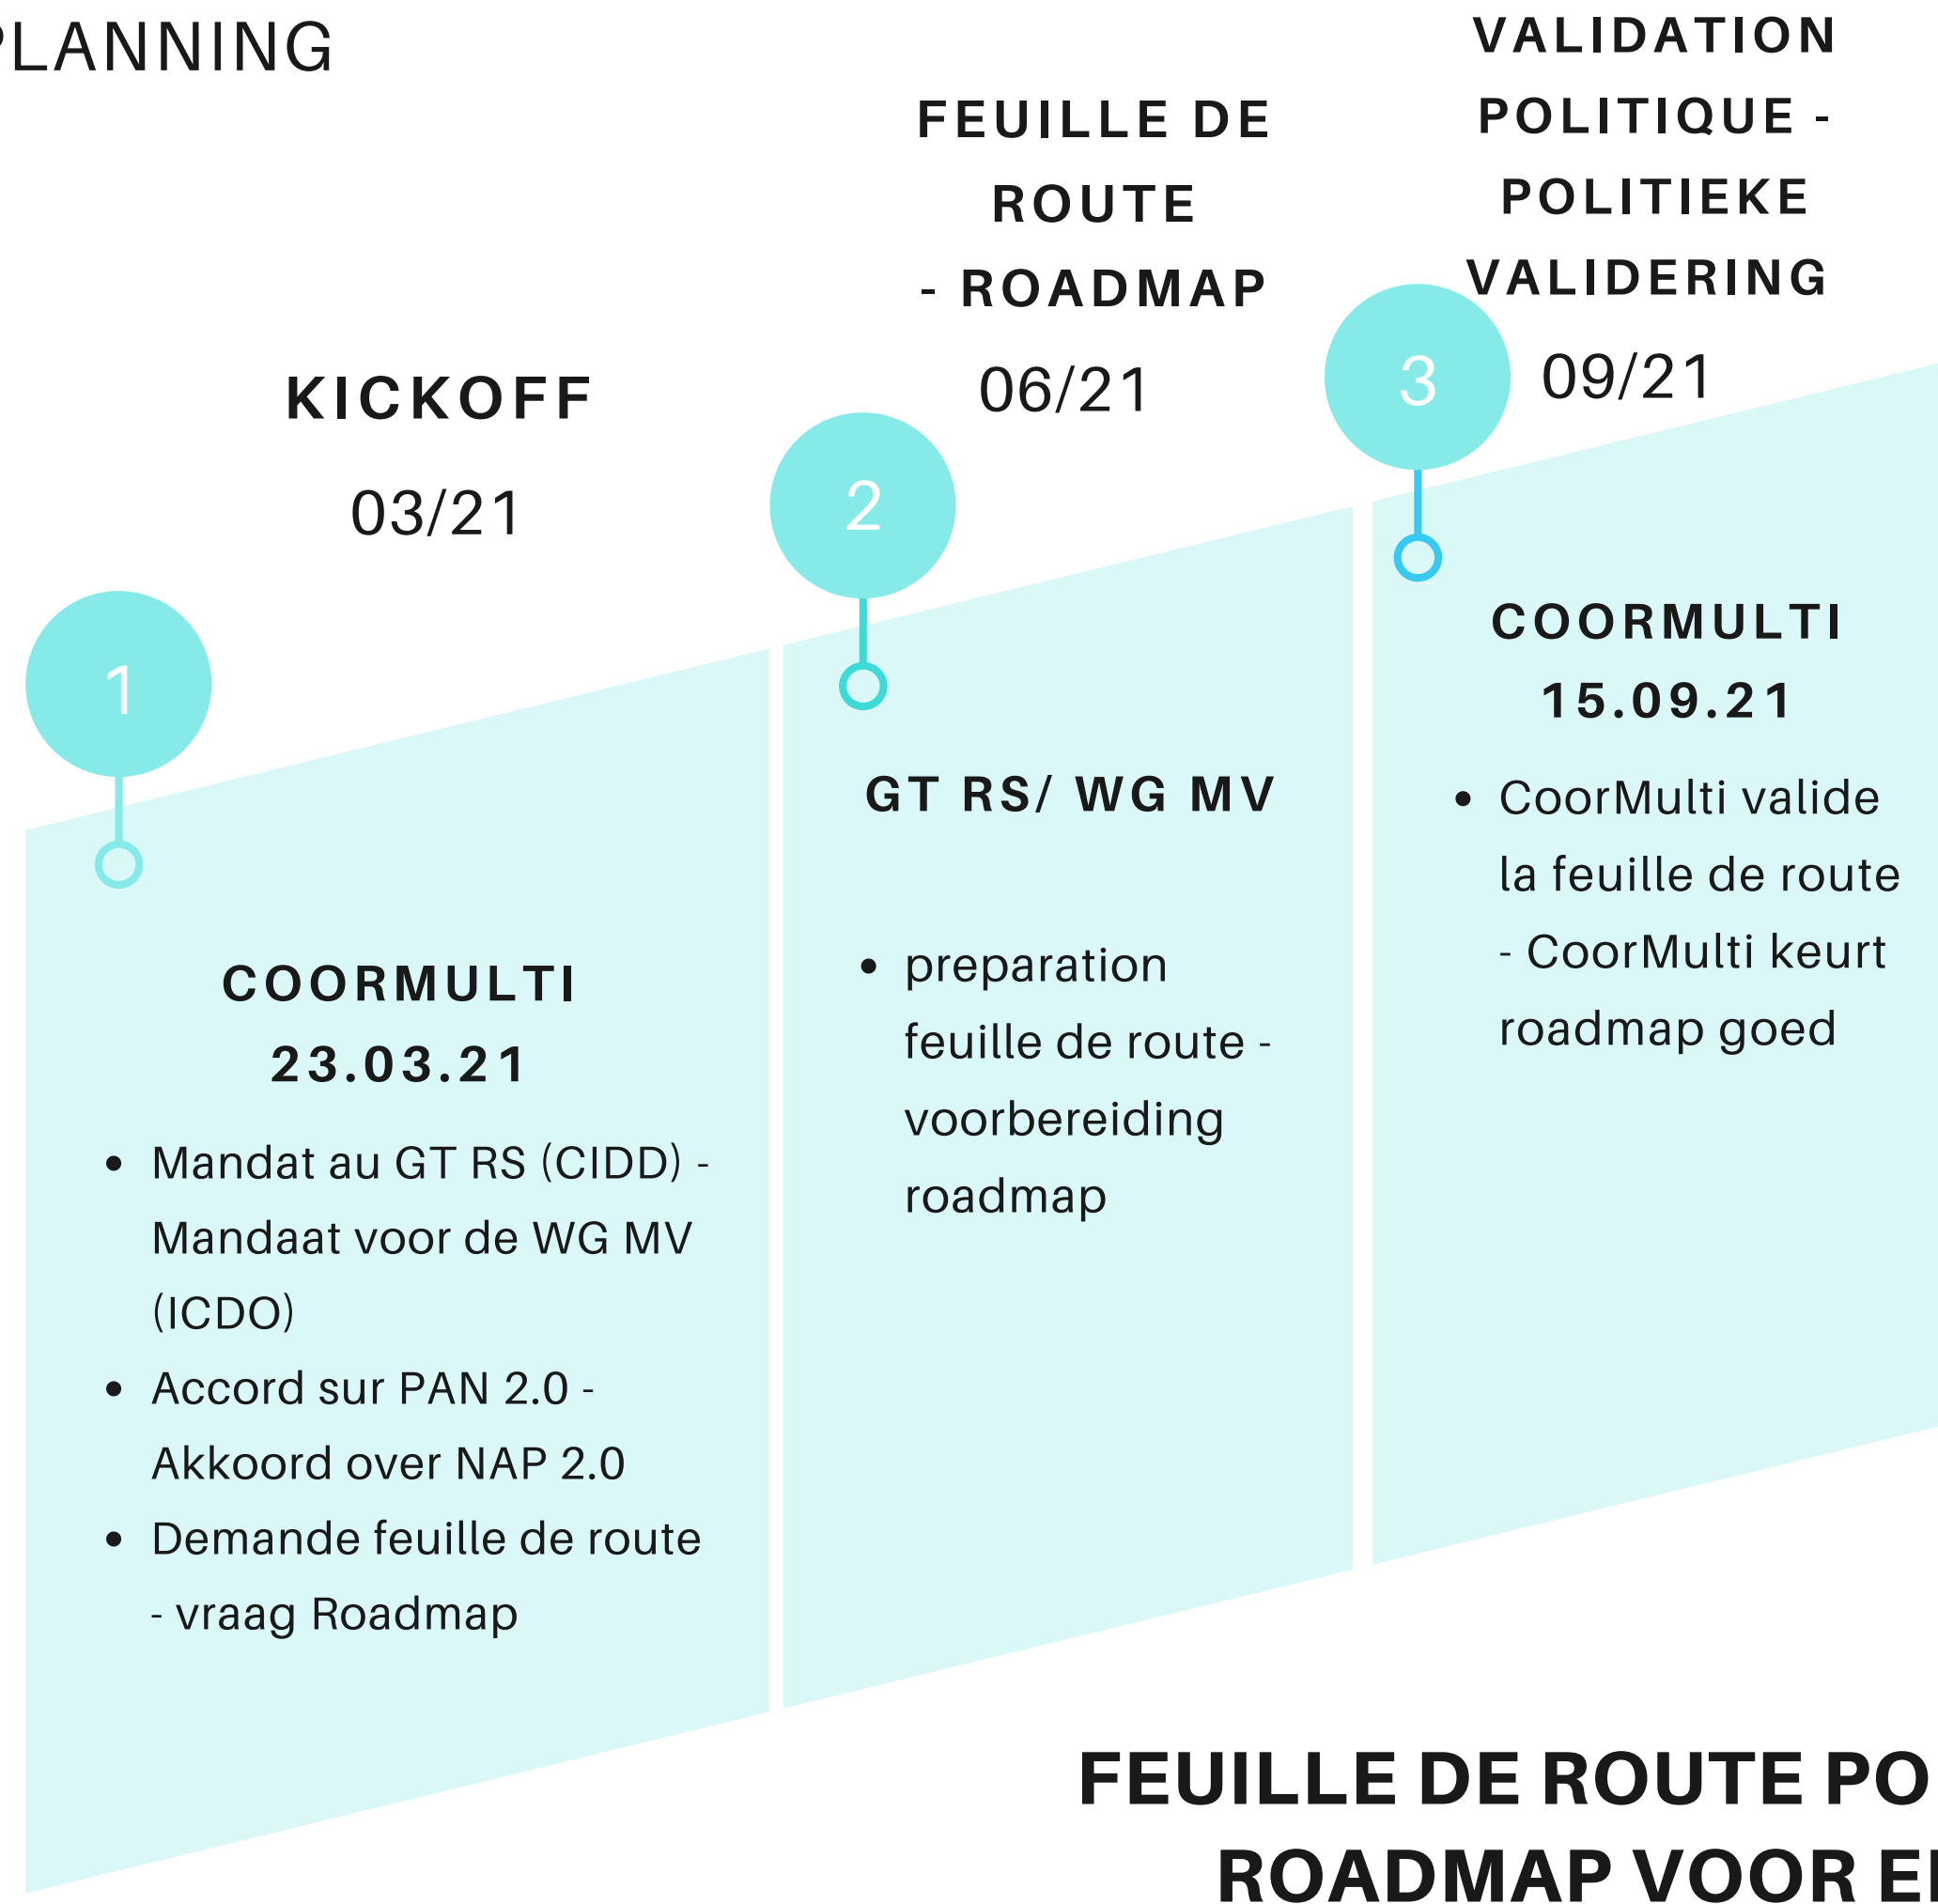 PLANNING
KICKOFF
03/21
1
COORMULTI
23.03.21
• Mandat au GT RS (CIDD) -
Mandaat voor de WG MV
(ICDO)
• Accord sur PAN 2.0 -
Akkoord over NAP 2.0
• Demande feuille de route
- vraag Roadmap
FEUILLE DE
ROUTE
- ROADMAP
06/21
2
GT RS/ WG MV
• preparation
feuille de route -
voorbereiding
roadmap
VALIDATION
POLITIQUE -
POLITIEKE
VALIDERING
09/21
3
COORMULTI
15.09.21
• CoorMulti valide
la feuille de route
- CoorMulti keurt
roadmap goed
FEUILLE DE ROUTE PO
ROADMAP VOOR